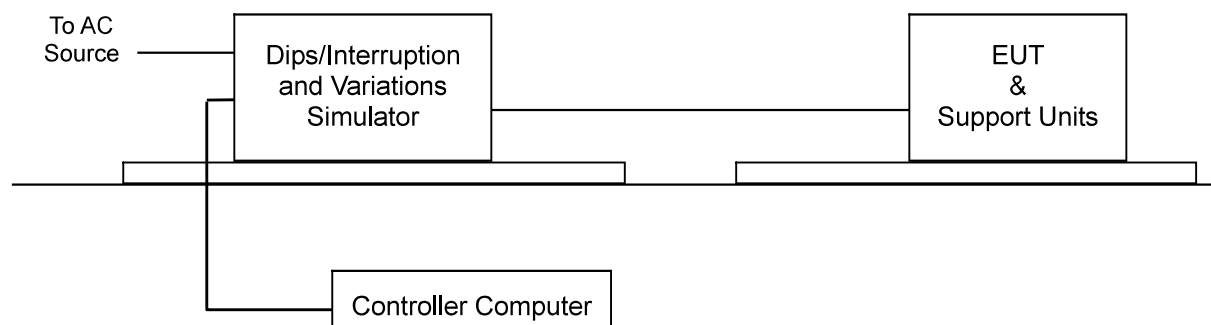 To AC
Source
Dips/Interruption
and Variations
Simulator
EUT
&
Support Units
Controller Computer